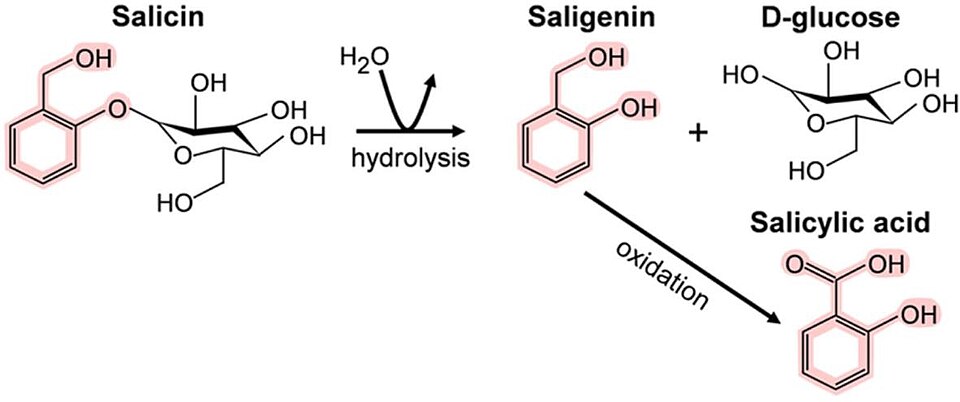 Salicin
Saligenin
D-glucose
OH
O
OH
OH
OH
O
HO
H2O
hydrolysis
OH
OH
+
HO
OH
OH
OH
O
HO
oxidation
Salicylic acid
O
OH
OH